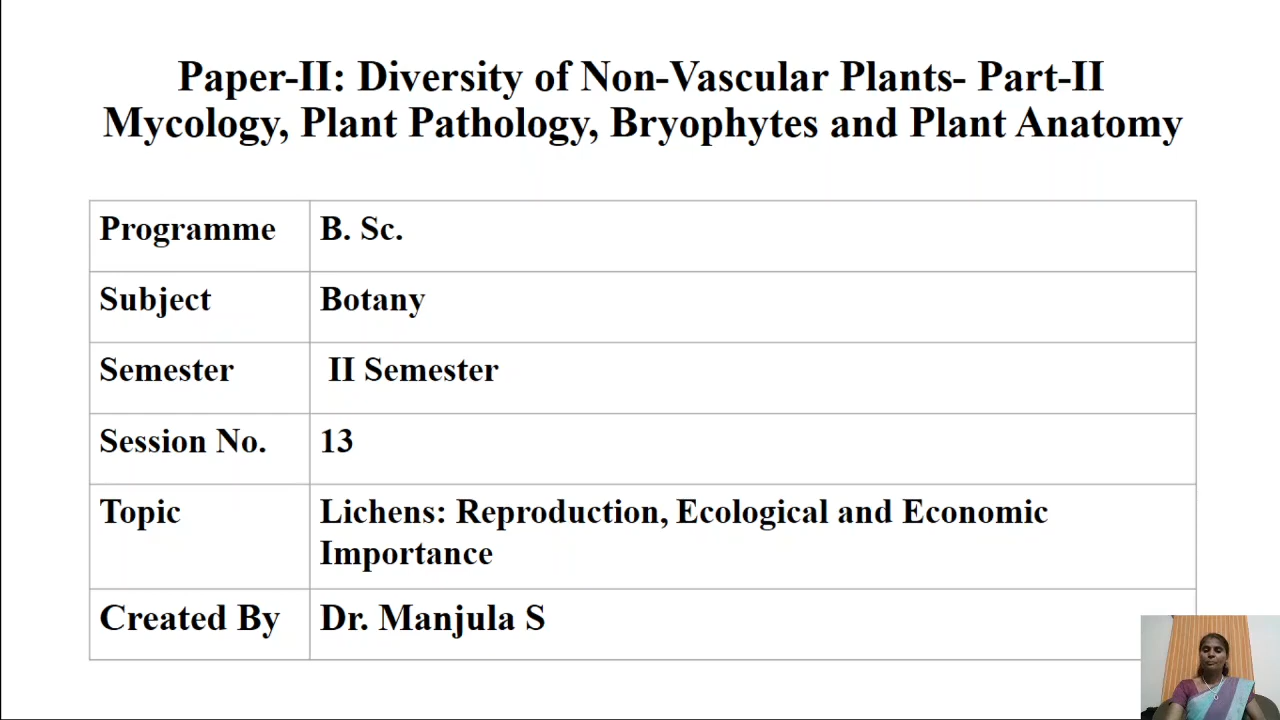 Paper-II: Diversity of Non-Vascular Plants- Part-II
Mycology, Plant Pathology, Bryophytes and Plant Anatomy
Programme B. Sc.
Subject Botany
Semester II Semester
Session No. 13
Topic Lichens: Reproduction, Ecological and Economic
Importance
Created By Dr. Manjula S